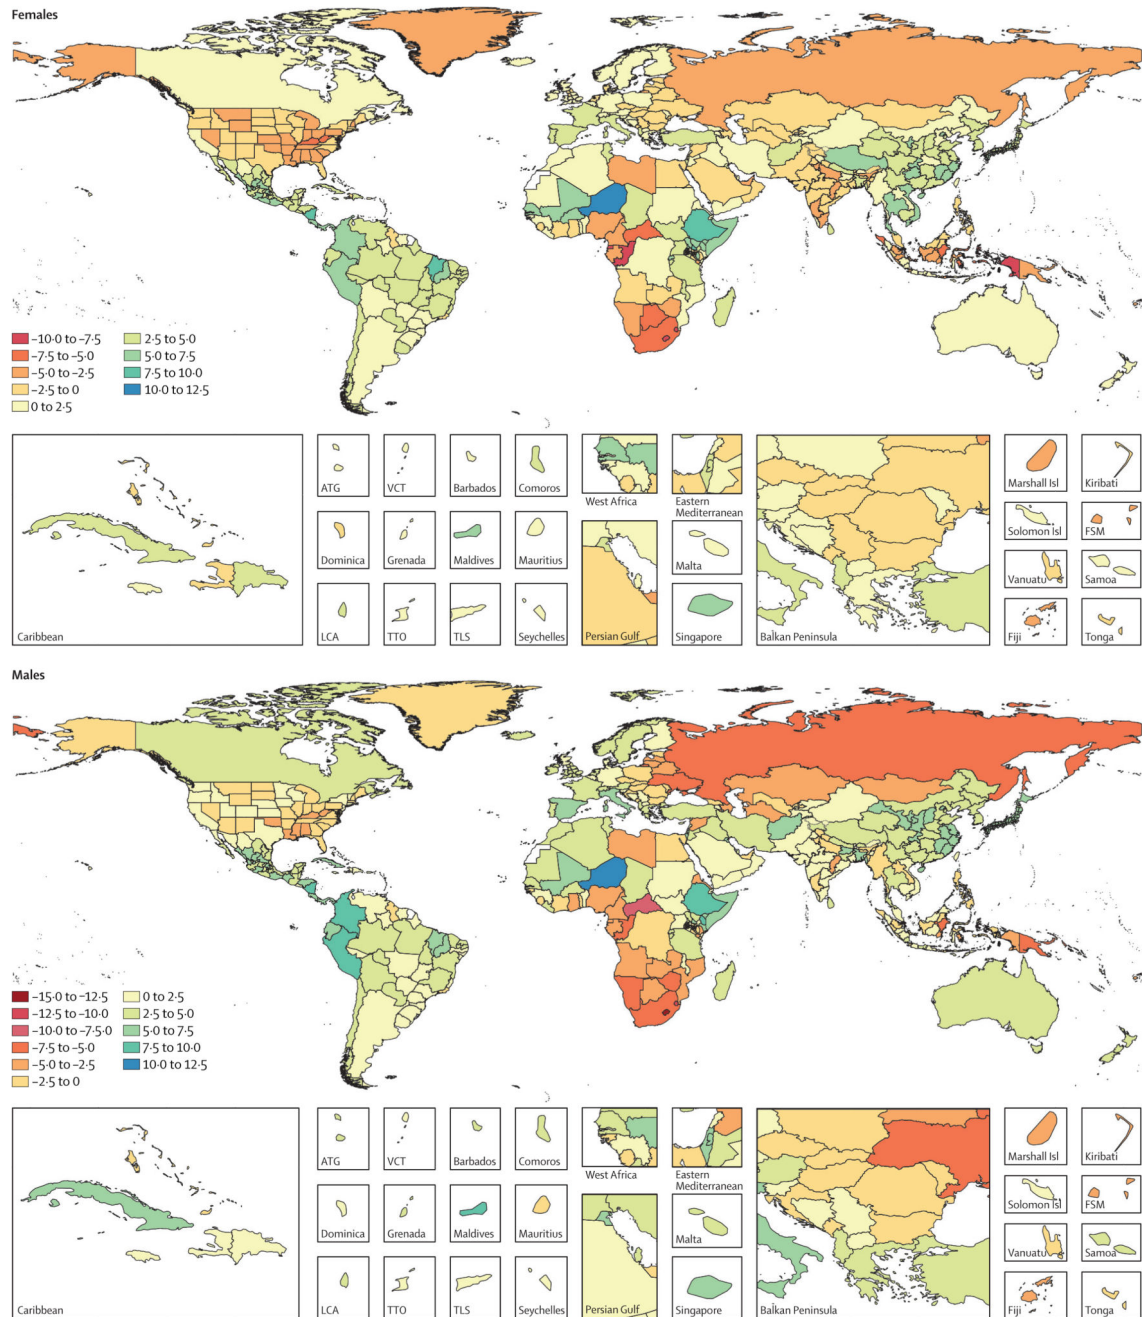 Females
−10·0 to −7·5
−7·5 to −5·0
−5·0 to −2·5
−2·5 to 0
0 to 2·5
2·5 to 5·0
5·0 to 7·5
7·5 to 10·0
10·0 to 12·5
Caribbean
ATG
VCT
Barbados
Comoros
Dominica
Grenada
Maldives
Mauritius
LCA
TTO
TLS
Seychelles
West Africa
Eastern
Mediterranean
Persian Gulf
Malta
Singapore
Balkan Peninsula
Marshall Isl
Kiribati
Solomon Isl
FSM
Vanuatu
Samoa
Fiji
Tonga
Males
−15·0 to −12·5
−12·5 to −10·0
−10·0 to −7·5·0
−7·5 to −5·0
−5·0 to −2·5
−2·5 to 0
0 to 2·5
2·5 to 5·0
5·0 to 7·5
7·5 to 10·0
10·0 to 12·5
Caribbean
ATG
VCT
Barbados
Comoros
Dominica
Grenada
Maldives
Mauritius
LCA
TTO
TLS
Seychelles
West Africa
Eastern
Mediterranean
Persian Gulf
Malta
Singapore
Balkan Peninsula
Marshall Isl
Kiribati
Solomon Isl
FSM
Vanuatu
Samoa
Fiji
Tonga